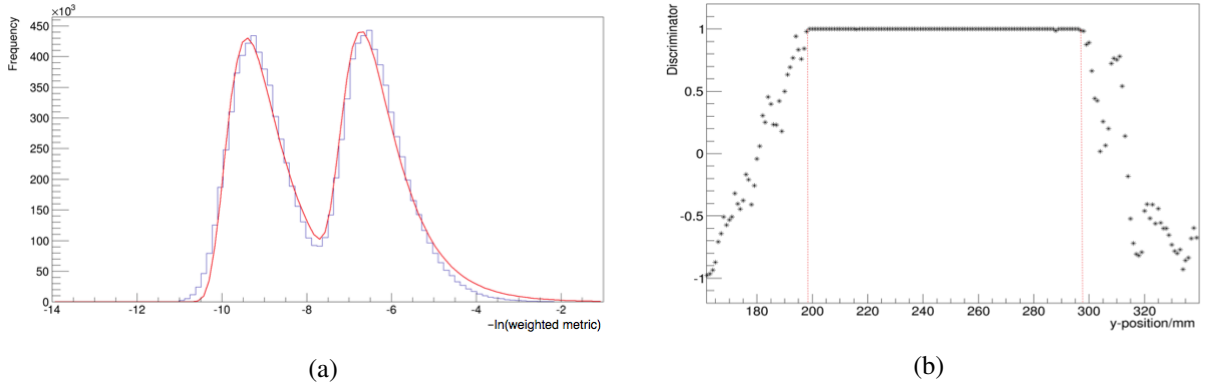 ×10³
Frequency
450
400
350
300
250
200
150
100
50
0
-14 -12 -10 -8 -6 -4 -2
−ln(weighted metric)
(a)
Discriminator
1
0.5
0
-0.5
-1
180 200 220 240 260 280 300 320
y-position/mm
(b)